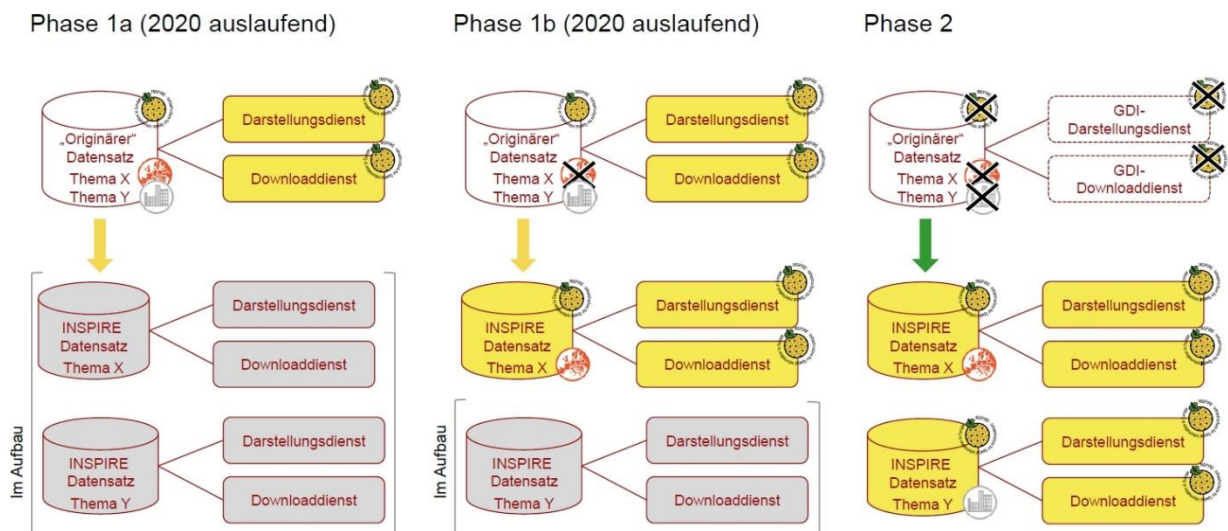 Phase 1a (2020 auslaufend)
„Originärer“
Datensatz
Thema X
Thema Y
Darstellungsdienst
Downloaddienst
Im Aufbau
INSPIRE
Datensatz
Thema X
Darstellungsdienst
Downloaddienst
INSPIRE
Datensatz
Thema Y
Darstellungsdienst
Downloaddienst
Phase 1b (2020 auslaufend)
„Originärer“
Datensatz
Thema X
Thema Y
Darstellungsdienst
Downloaddienst
INSPIRE
Datensatz
Thema X
Darstellungsdienst
Downloaddienst
Im Aufbau
INSPIRE
Datensatz
Thema Y
Darstellungsdienst
Downloaddienst
Phase 2
„Originärer“
Datensatz
Thema X
Thema Y
GDI-
Darstellungsdienst
GDI-
Downloaddienst
INSPIRE
Datensatz
Thema X
Darstellungsdienst
Downloaddienst
INSPIRE
Datensatz
Thema Y
Darstellungsdienst
Downloaddienst